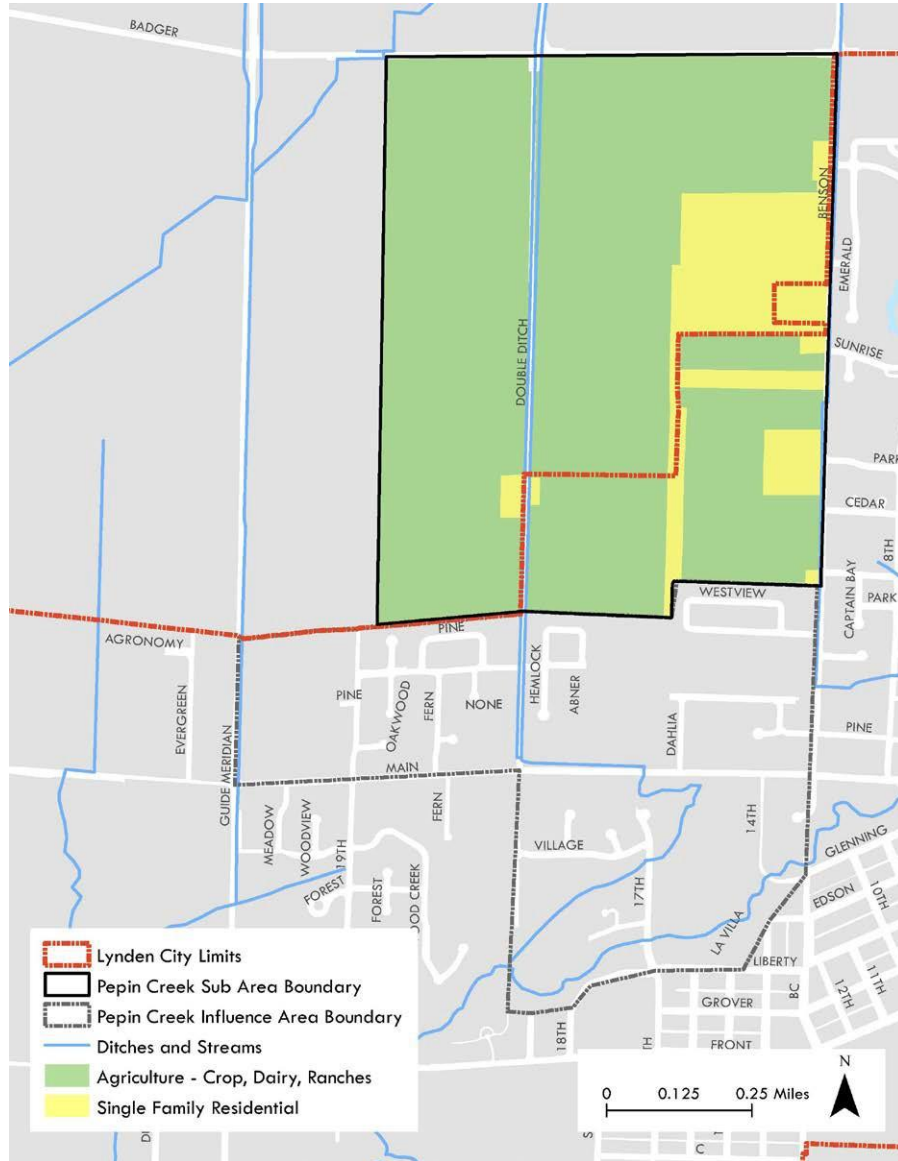 BADGER
BENSON
EMERALD
DOUBLE DITCH
SUNRISE
PARK
CEDAR
8TH
CAPTAIN BAY
WESTVIEW
PARK
AGRONOMY
PINE
HEMLOCK
ABNER
EVERGREEN
PINE
OAKWOOD
FERN
NONE
DAHLIA
PINE
GUIDE MERIDIAN
MAIN
MEADOW
WOODVIEW
19TH
FERN
VILLAGE
14TH
GLENNING
FOREST
FOREST
OOD CREEK
17TH
LA VILLA
EDSON
10TH
LIBERTY
BC
12TH
11TH
GROVER
18TH
TH
FRONT
Lynden City Limits
Pepin Creek Sub Area Boundary
Pepin Creek Influence Area Boundary
Ditches and Streams
Agriculture - Crop, Dairy, Ranches
Single Family Residential
N
0 0.125 0.25 Miles
S
C